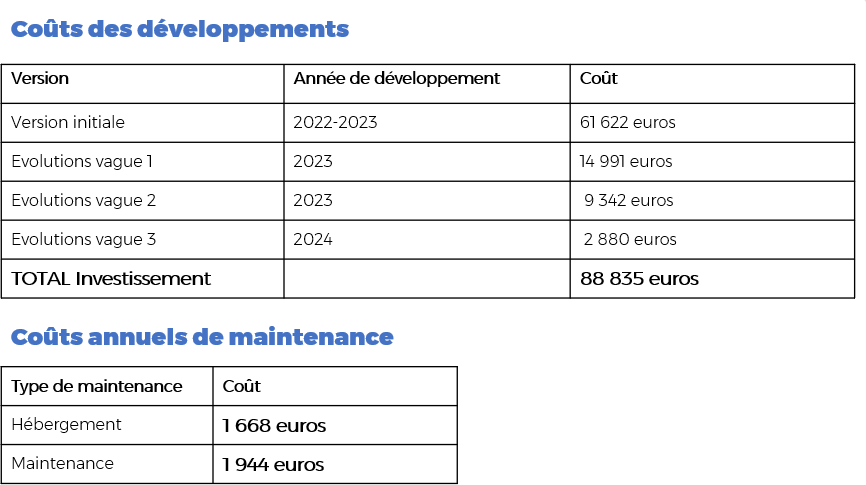 Coûts des développements
Version Année de développement Coût
Version initiale 2022-2023 61 622 euros
Evolutions vague 1 2023 14 991 euros
Evolutions vague 2 2023 9 342 euros
Evolutions vague 3 2024 2 880 euros
TOTAL Investissement 88 835 euros
Coûts annuels de maintenance
Type de maintenance Coût
Hébergement 1 668 euros
Maintenance 1 944 euros